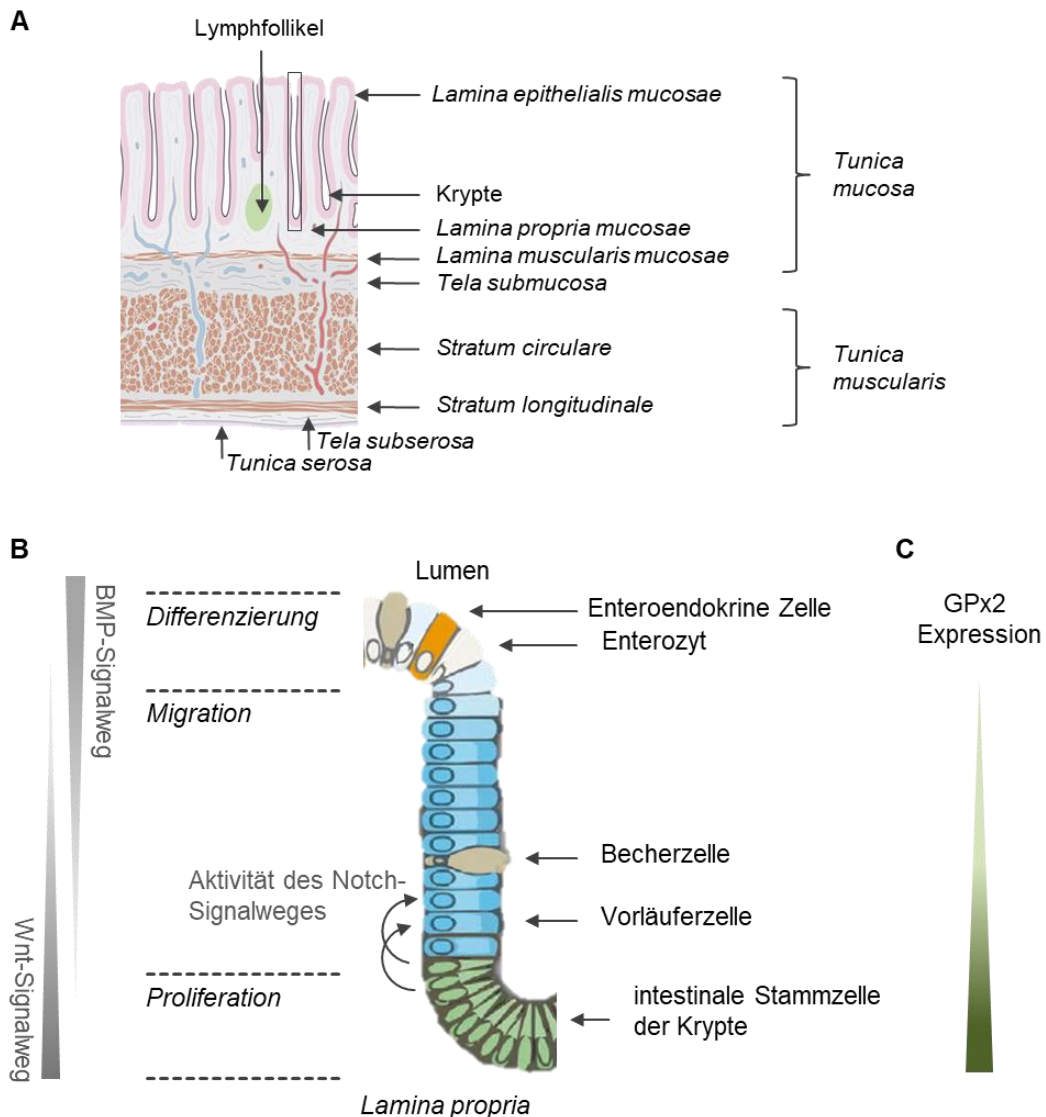 A
Lymphfollikel
Lamina epithelialis mucosae
Krypte
Lamina propria mucosae
Lamina muscularis mucosae
Tela submucosa
Stratum circulare
Stratum longitudinale
Tela subserosa
Tunica serosa
Tunica
mucosa
Tunica
muscularis
B
BMP-Signalweg
Wnt-Signalweg
Differenzierung
Migration
Proliferation
Lumen
Enteroendokrine Zelle
Enterozyt
Aktivität des Notch-
Signalweges
Becherzelle
Vorläuferzelle
intestinale Stammzelle
der Krypte
Lamina propria
C
GPx2
Expression